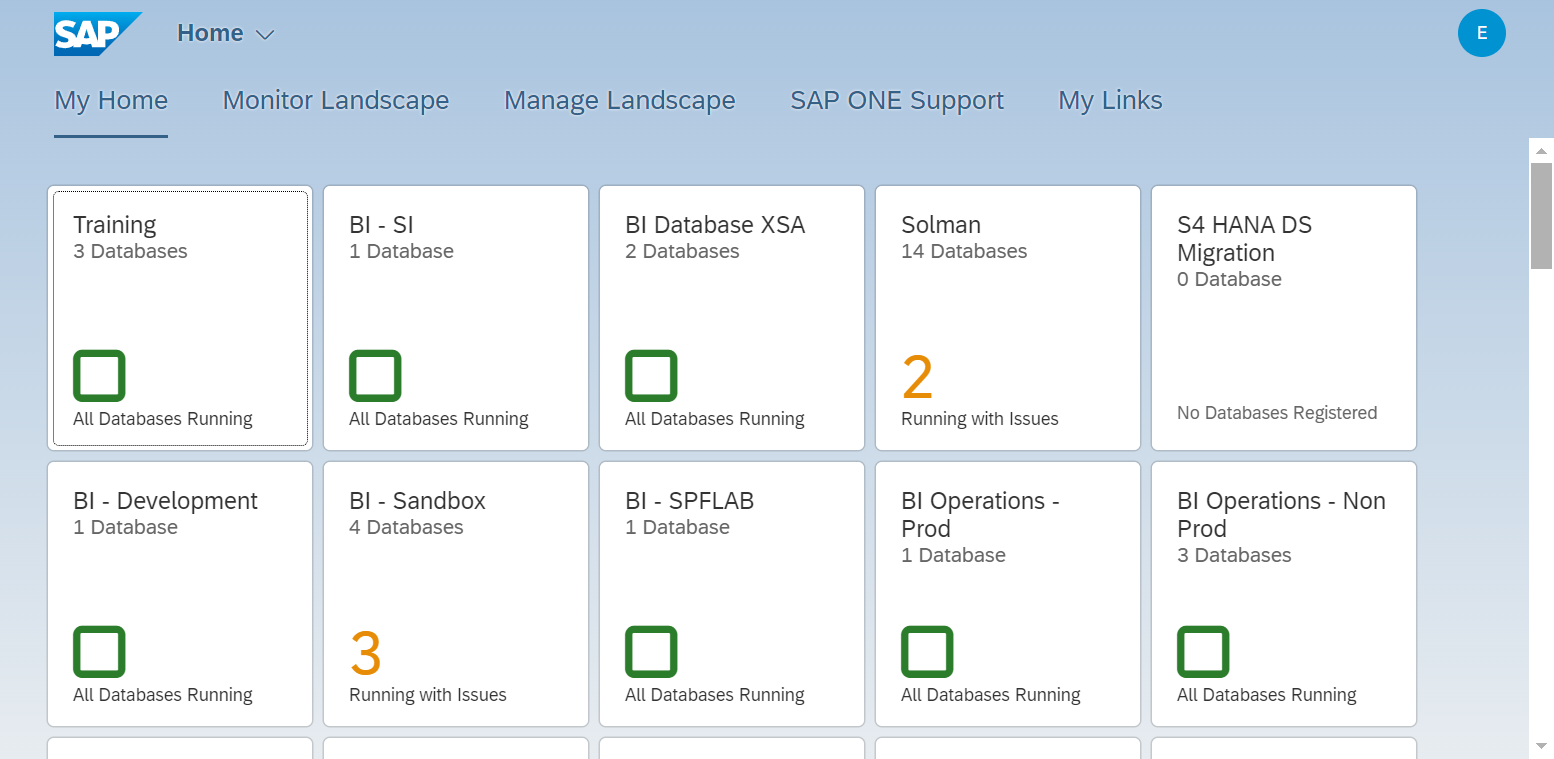 SAP
Home
E
My Home
Monitor Landscape
Manage Landscape
SAP ONE Support
My Links
Training
3 Databases
All Databases Running
BI - SI
1 Database
All Databases Running
BI Database XSA
2 Databases
All Databases Running
Solman
14 Databases
2
Running with Issues
S4 HANA DS
Migration
0 Database
No Databases Registered
BI - Development
1 Database
All Databases Running
BI - Sandbox
4 Databases
3
Running with Issues
BI - SPFLAB
1 Database
All Databases Running
BI Operations -
Prod
1 Database
All Databases Running
BI Operations - Non
Prod
3 Databases
All Databases Running